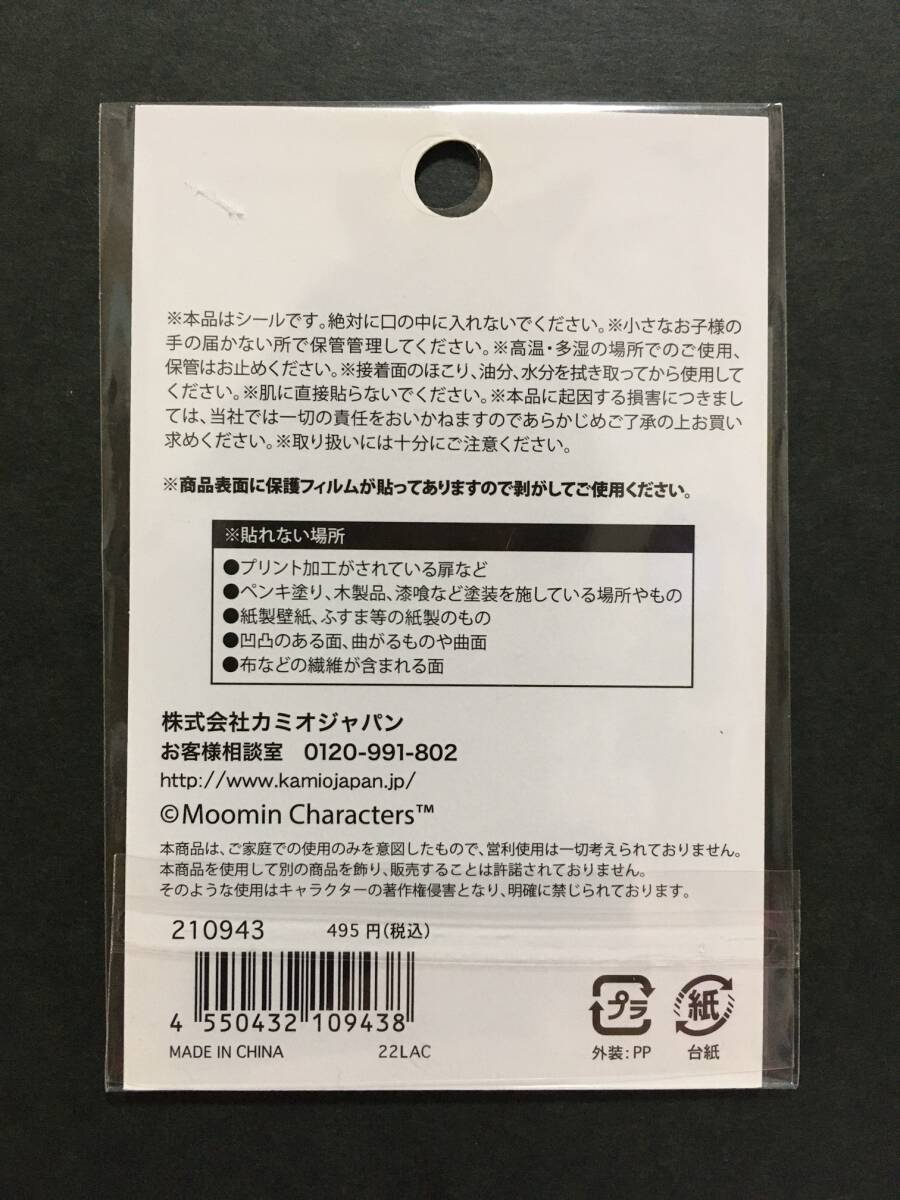 ※本品はシールです。絶対に口の中に入れないでください。※小さなお子様の
手の届かない所で保管管理してください。※高温・多湿の場所でのご使用、
保管はお止めください。※接着面のほこり、油分、水分を拭き取ってから使用して
ください。※肌に直接貼らないでください。※本品に起因する損害につきまし
ては、当社では一切の責任をおいかねますのであらかじめご了承の上お買い
求めください。※取り扱いには十分にご注意ください。
※商品表面に保護フィルムが貼ってありますので剥がしてご使用ください。
※貼れない場所
●プリント加工がされている扉など
●ペンキ塗り、木製品、漆喰など塗装を施している場所やもの
●紙製壁紙、ふすま等の紙製のもの
●凹凸のある面、曲がるものや曲面
●布などの繊維が含まれる面
株式会社カミオジャパン
お客様相談室 0120-991-802
http://www.kamiojapan.jp/
©Moomin Characters™
本商品は、ご家庭での使用のみを意図したもので、営利使用は一切考えられておりません。
本商品を使用して別の商品を飾り、販売することは許諾されておりません。
そのような使用はキャラクターの著作権侵害となり、明確に禁じられております。
210943 495円(税込)
4 550432 109438
MADE IN CHINA 22LAC
プラ 紙
外装:PP 台紙